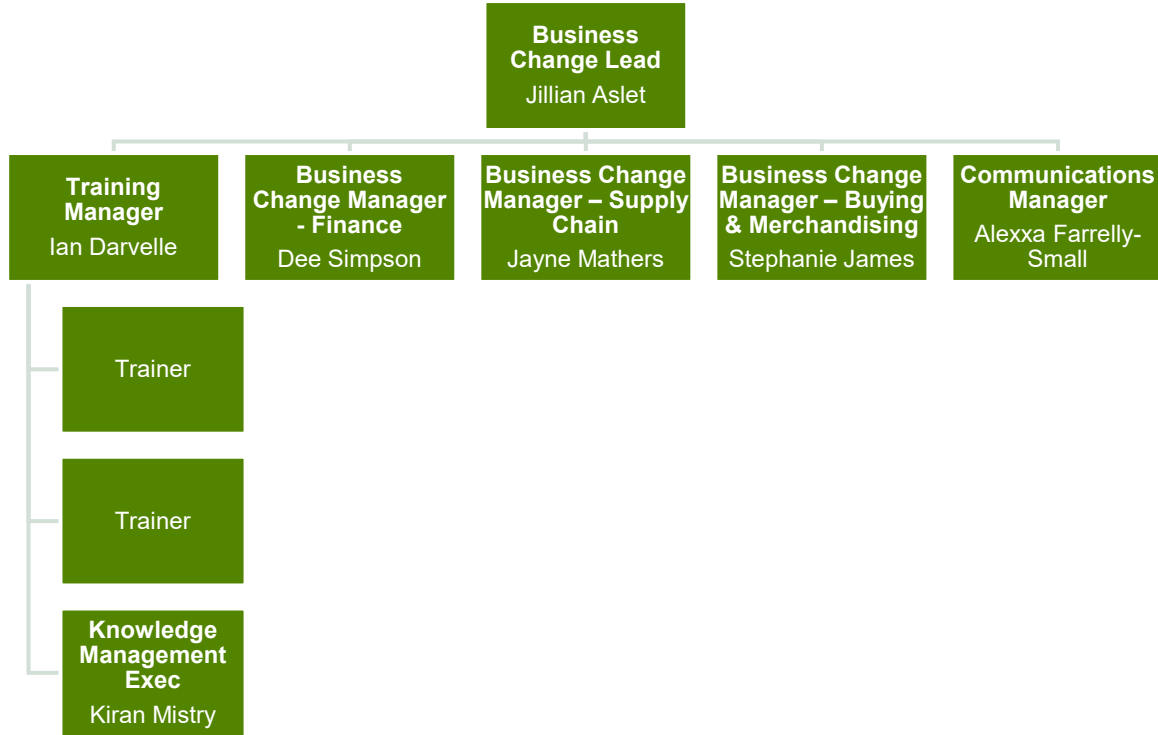 Business
Change Lead
Jillian Aslet
Training
Manager
Ian Darvelle
Business
Change Manager
- Finance
Dee Simpson
Business Change
Manager – Supply
Chain
Jayne Mathers
Business Change
Manager – Buying
& Merchandising
Stephanie James
Communications
Manager
Alexxa Farrelly-
Small
Trainer
Trainer
Knowledge
Management
Exec
Kiran Mistry